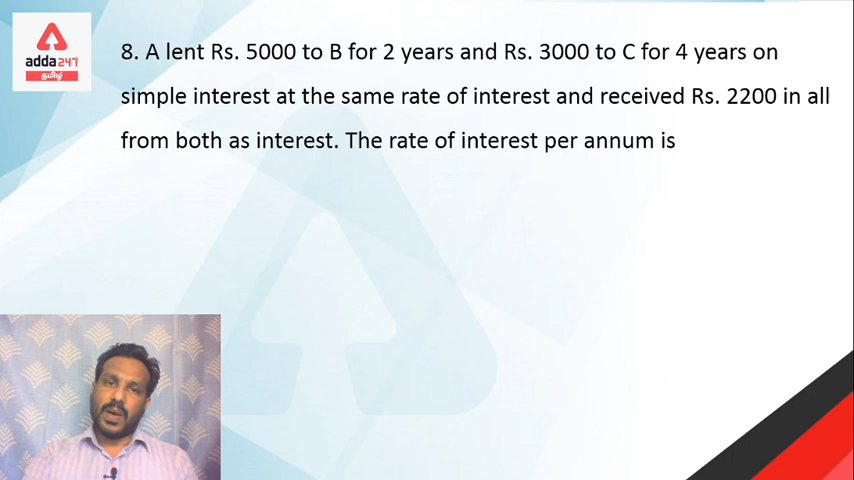 adda247
தமிழ்
8. A lent Rs. 5000 to B for 2 years and Rs. 3000 to C for 4 years on
simple interest at the same rate of interest and received Rs. 2200 in all
from both as interest. The rate of interest per annum is